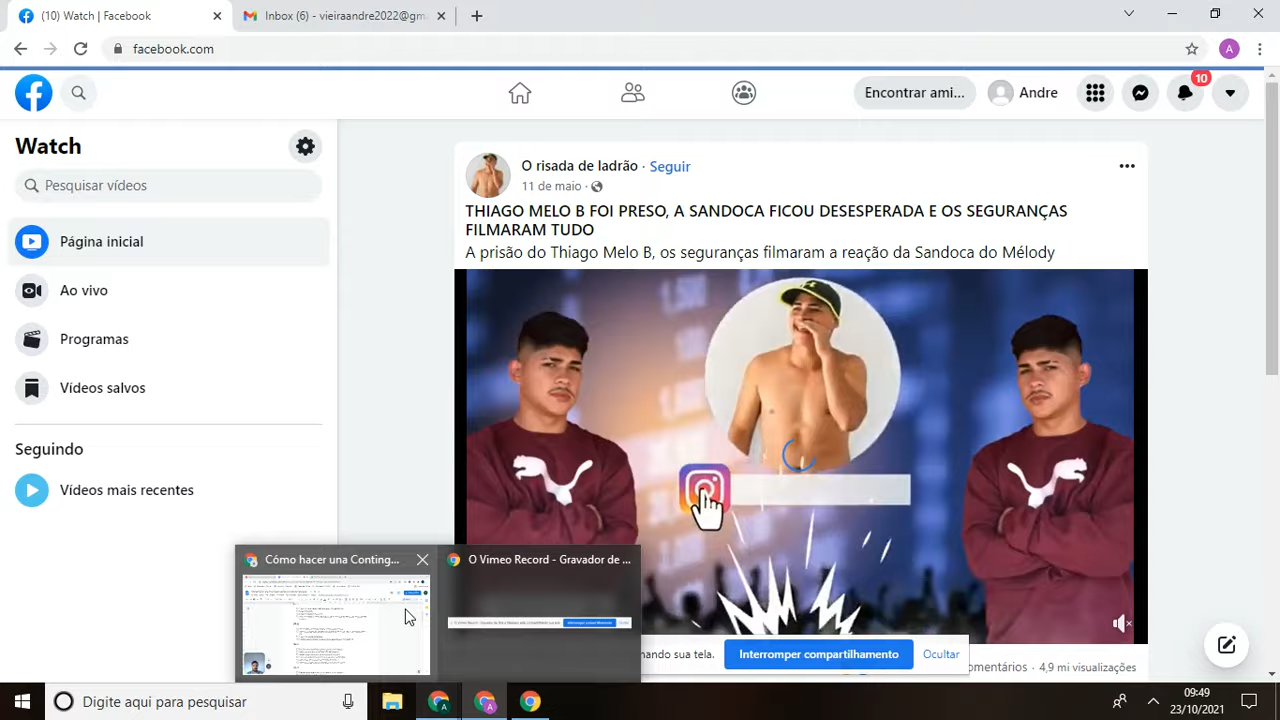 (10) Watch | Facebook
Inbox (6) - vieiraandre2022@gm
facebook.com
A
Encontrar ami...
Andre
10
Watch
Pesquisar vídeos
Página inicial
Ao vivo
Programas
Vídeos salvos
Seguindo
Vídeos mais recentes
O risada de ladrão · Seguir
11 de maio ·
THIAGO MELO B FOI PRESO, A SANDOCA FICOU DESESPERADA E OS SEGURANÇAS
FILMARAM TUDO
A prisão do Thiago Melo B, os seguranças filmaram a reação da Sandoca do Mélody
Cómo hacer una Conting...
O Vimeo Record - Gravador de ...
mando sua tela.
Interromper compartilhamento
Ocultar
omentários · 4,9 mi visualizações
Digite aqui para pesquisar
A
A
09:49
23/10/2021